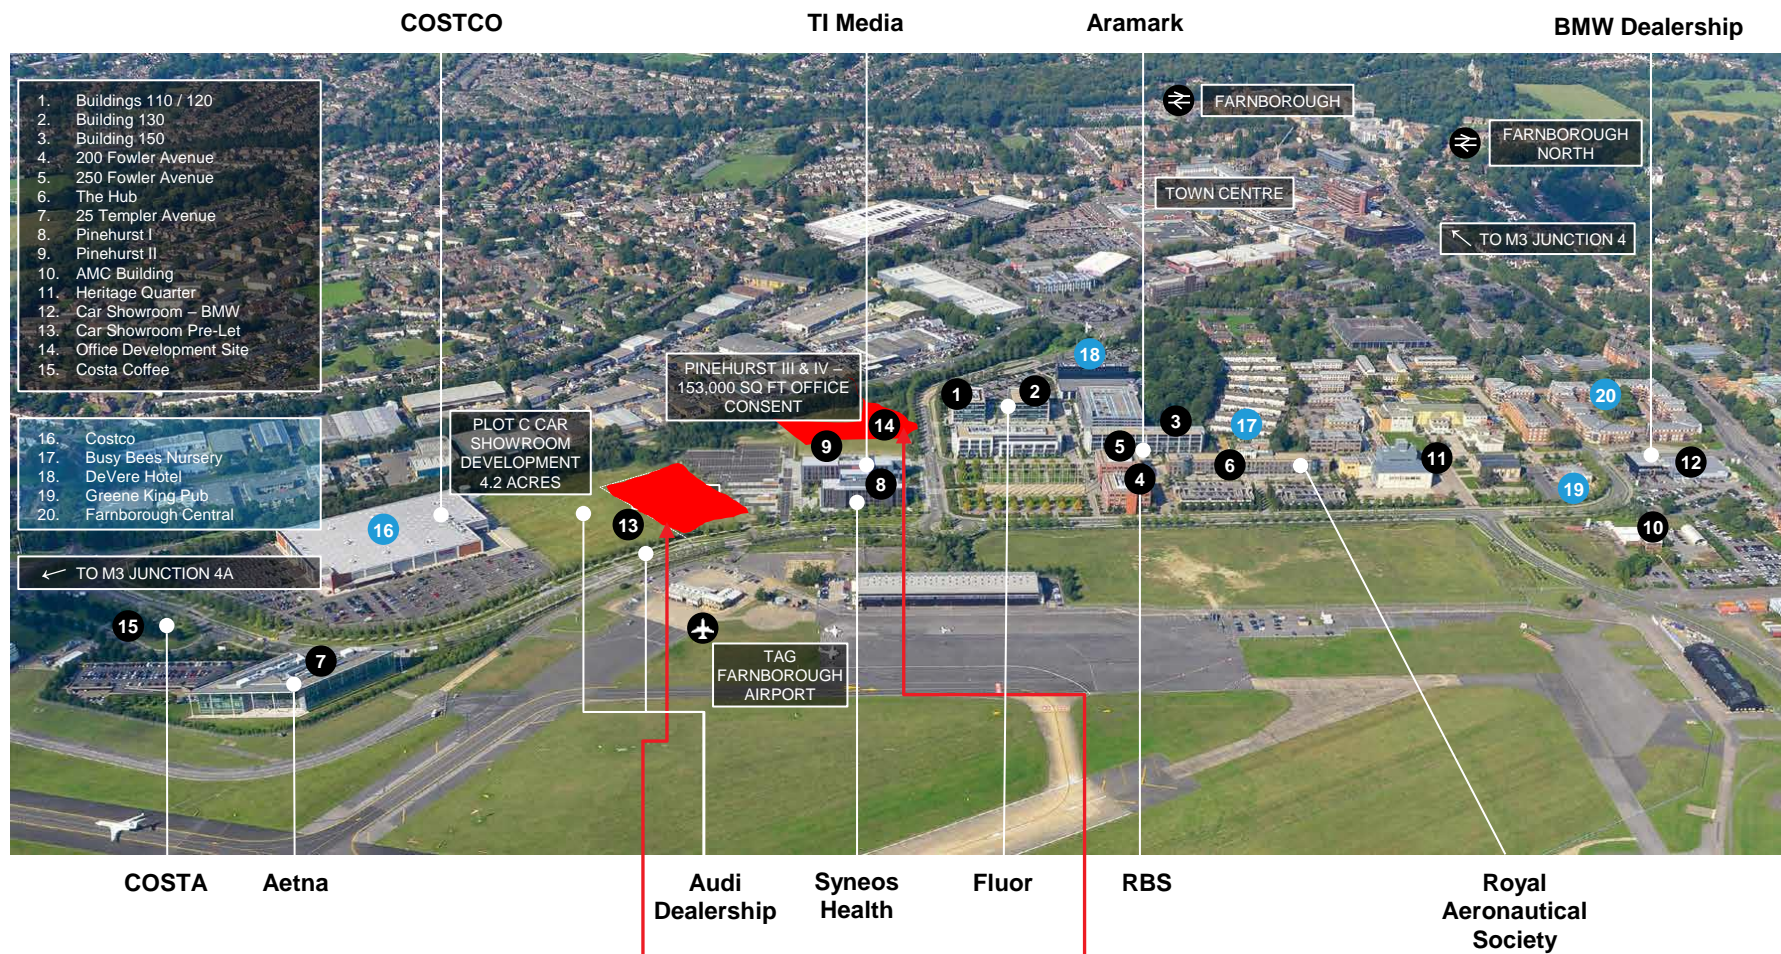 COSTCO
TI Media
Aramark
BMW Dealership
1. Buildings 110 / 120
2. Building 130
3. Building 150
4. 200 Fowler Avenue
5. 250 Fowler Avenue
6. The Hub
7. 25 Templer Avenue
8. Pinehurst I
9. Pinehurst II
10. AMC Building
11. Heritage Quarter
12. Car Showroom – BMW
13. Car Showroom Pre-Let
14. Office Development Site
15. Costa Coffee
16. Costco
17. Busy Bees Nursery
18. DeVere Hotel
19. Greene King Pub
20. Farnborough Central
← TO M3 JUNCTION 4A
FARNBOROUGH
FARNBOROUGH
NORTH
TOWN CENTRE
↖ TO M3 JUNCTION 4
PINEHURST III & IV –
153,000 SQ FT OFFICE
CONSENT
PLOT C CAR
SHOWROOM
DEVELOPMENT
4.2 ACRES
18
1
2
20
14
17
9
3
5
6
11
12
8
4
19
16
13
10
15
7
TAG
FARNBOROUGH
AIRPORT
COSTA
Aetna
Audi
Dealership
Syneos
Health
Fluor
RBS
Royal
Aeronautical
Society